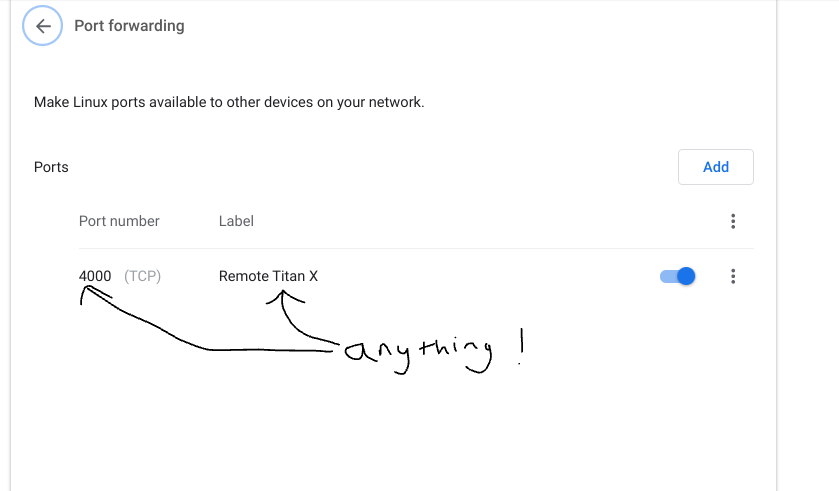 Port forwarding
Make Linux ports available to other devices on your network.
Ports
Add
Port number Label
4000 (TCP) Remote Titan X
anything!